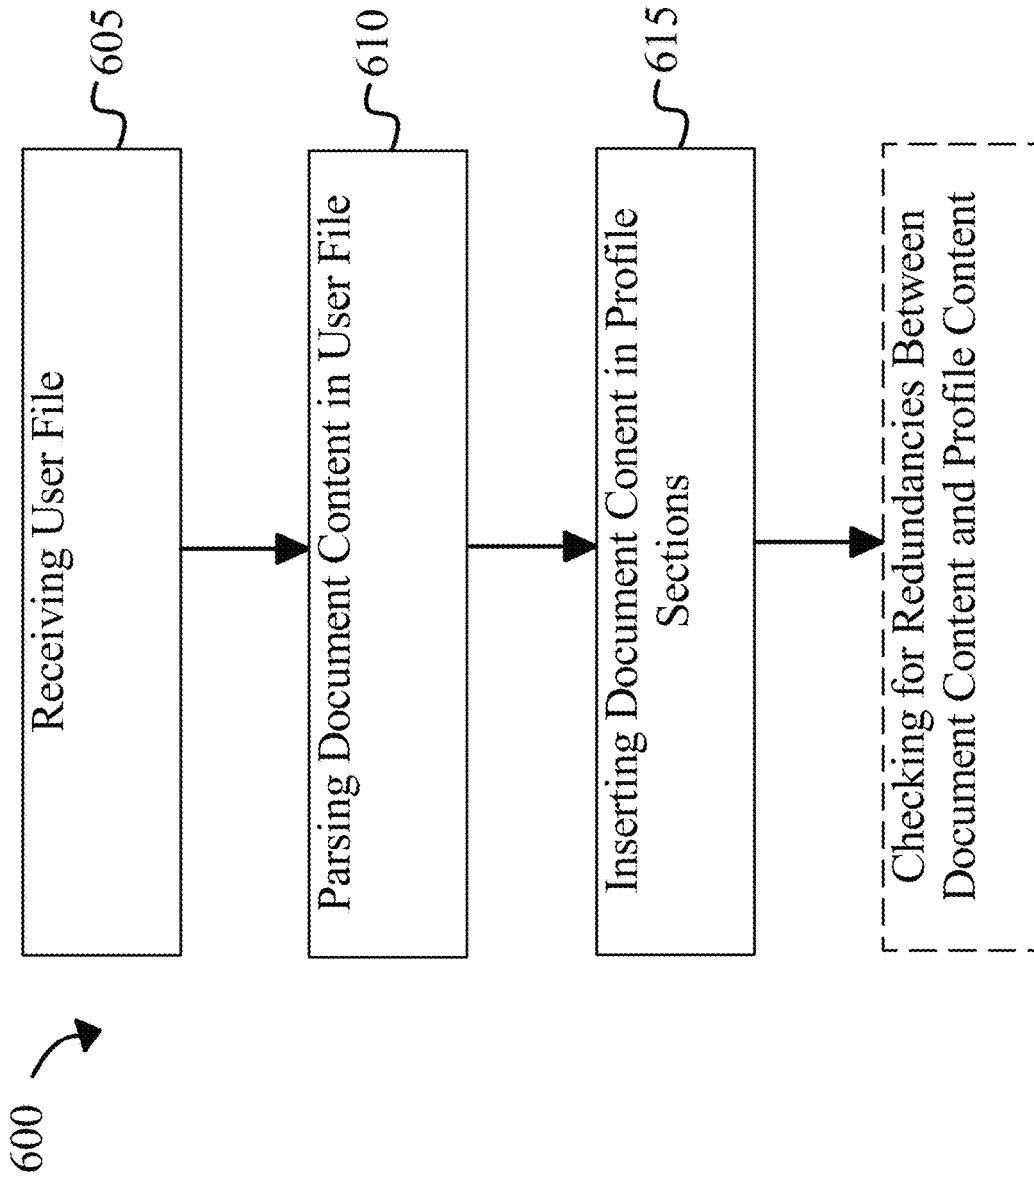 600
Receiving User File
605
Parsing Document Content in User File
610
Inserting Document Conent in Profile
Sections
615
Checking for Redundancies Between
Document Content and Profile Content